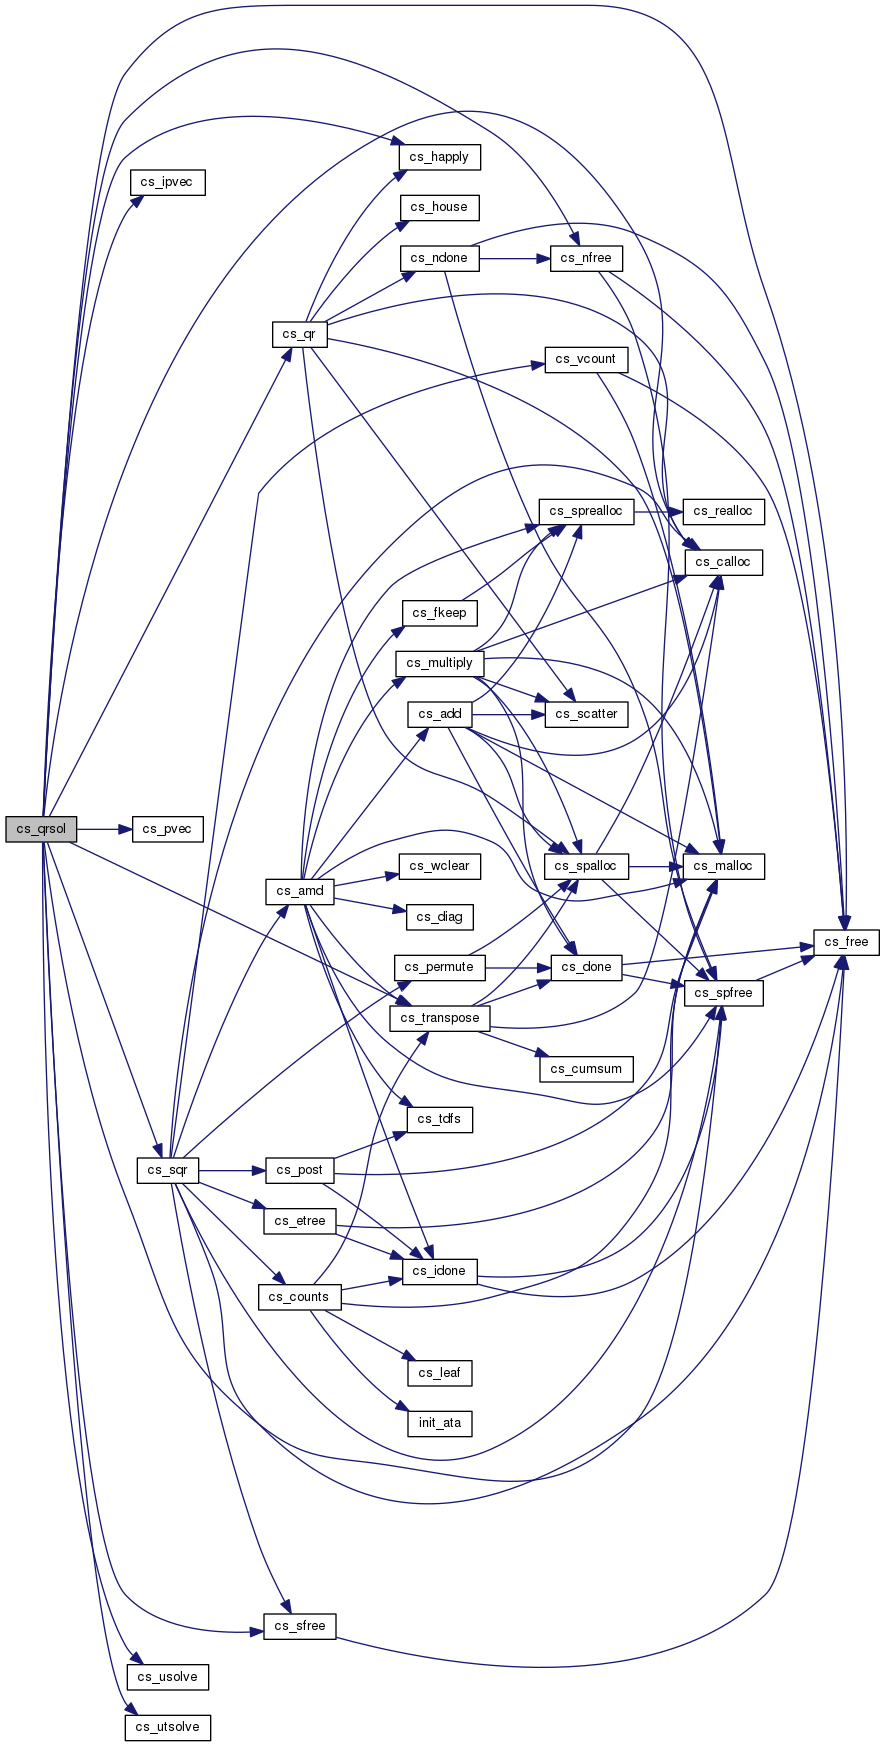 cs_happly
cs_ipvec
cs_house
cs_ndone
cs_nfree
cs_qr
cs_vcount
cs_sprealloc
cs_realloc
cs_calloc
cs_fkeep
cs_multiply
cs_add
cs_scatter
cs_qrsol
cs_pvec
cs_wclear
cs_spalloc
cs_malloc
cs_amd
cs_diag
cs_free
cs_permute
cs_done
cs_spfree
cs_transpose
cs_cumsum
cs_tdfs
cs_sqr
cs_post
cs_etree
cs_idone
cs_counts
cs_leaf
init_ata
cs_sfree
cs_usolve
cs_utsolve